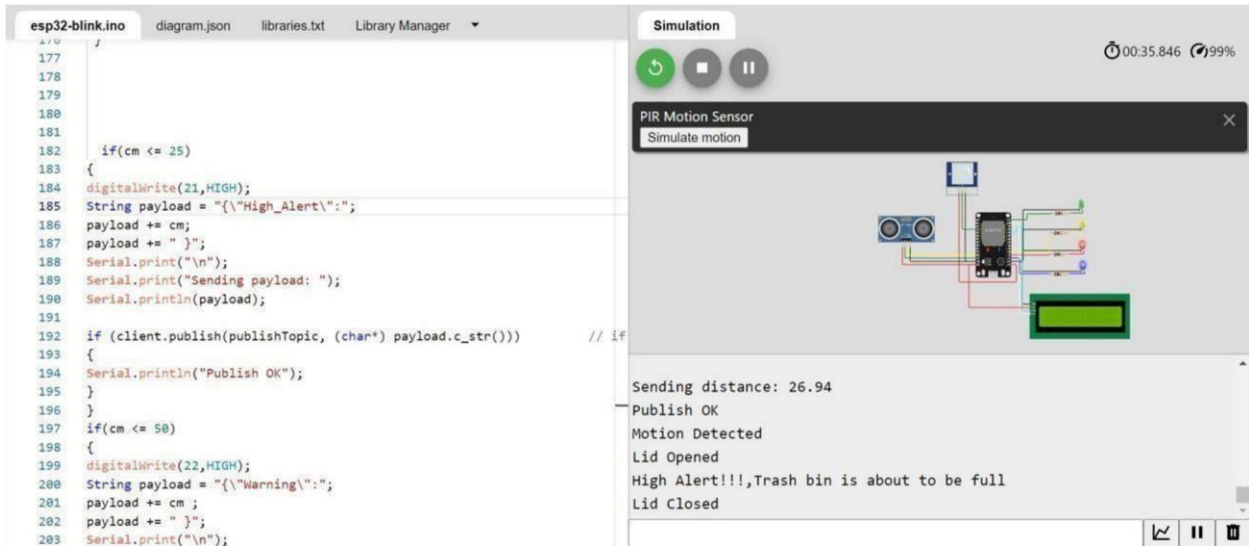 esp32-blink.ino diagram.json libraries.txt Library Manager
176 }
177
178
179
180
181
182 if(cm <= 25)
183 {
184 digitalWrite(21,HIGH);
185 String payload = "{\"High_Alert\":";
186 payload += cm;
187 payload += " }";
188 Serial.print("\n");
189 Serial.print("Sending payload: ");
190 Serial.println(payload);
191
192 if (client.publish(publishTopic, (char*) payload.c_str())) // if
193 {
194 Serial.println("Publish OK");
195 }
196 }
197 if(cm <= 50)
198 {
199 digitalWrite(22,HIGH);
200 String payload = "{\"Warning\":";
201 payload += cm ;
202 payload += " }";
203 Serial.print("\n");
Simulation
00:35.846 99%
PIR Motion Sensor
Simulate motion
Sending distance: 26.94
Publish OK
Motion Detected
Lid Opened
High Alert!!!,Trash bin is about to be full
Lid Closed